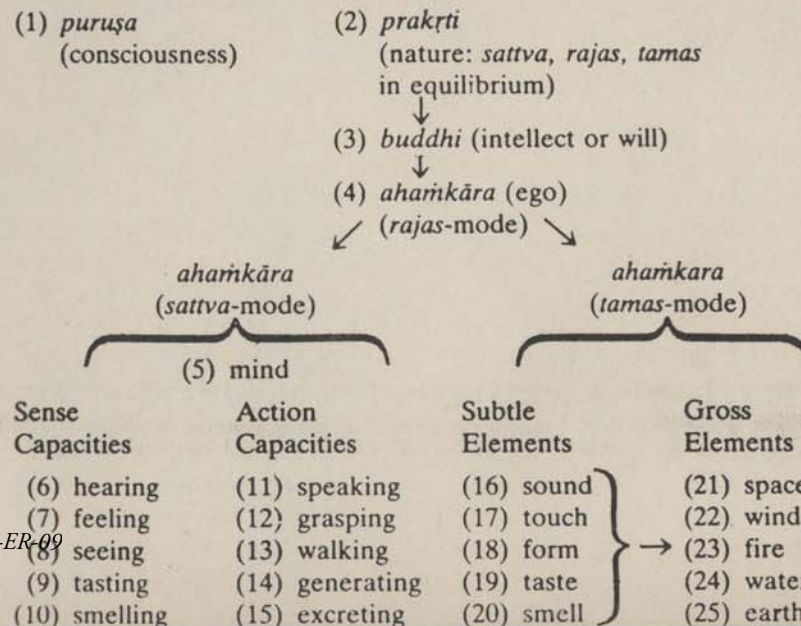 (1) puruṣa
(consciousness)
(2) prakṛti
(nature: sattva, rajas, tamas
in equilibrium)
(3) buddhi (intellect or will)
(4) ahaṁkāra (ego)
(rajas-mode)
ahaṁkāra
(sattva-mode)
ahaṁkara
(tamas-mode)
(5) mind
Sense
Capacities
(6) hearing
(7) feeling
(8) seeing
(9) tasting
(10) smelling
Action
Capacities
(11) speaking
(12) grasping
(13) walking
(14) generating
(15) excreting
Subtle
Elements
(16) sound
(17) touch
(18) form
(19) taste
(20) smell
Gross
Elements
(21) space
(22) wind
(23) fire
(24) wate
(25) earth
-ER-09